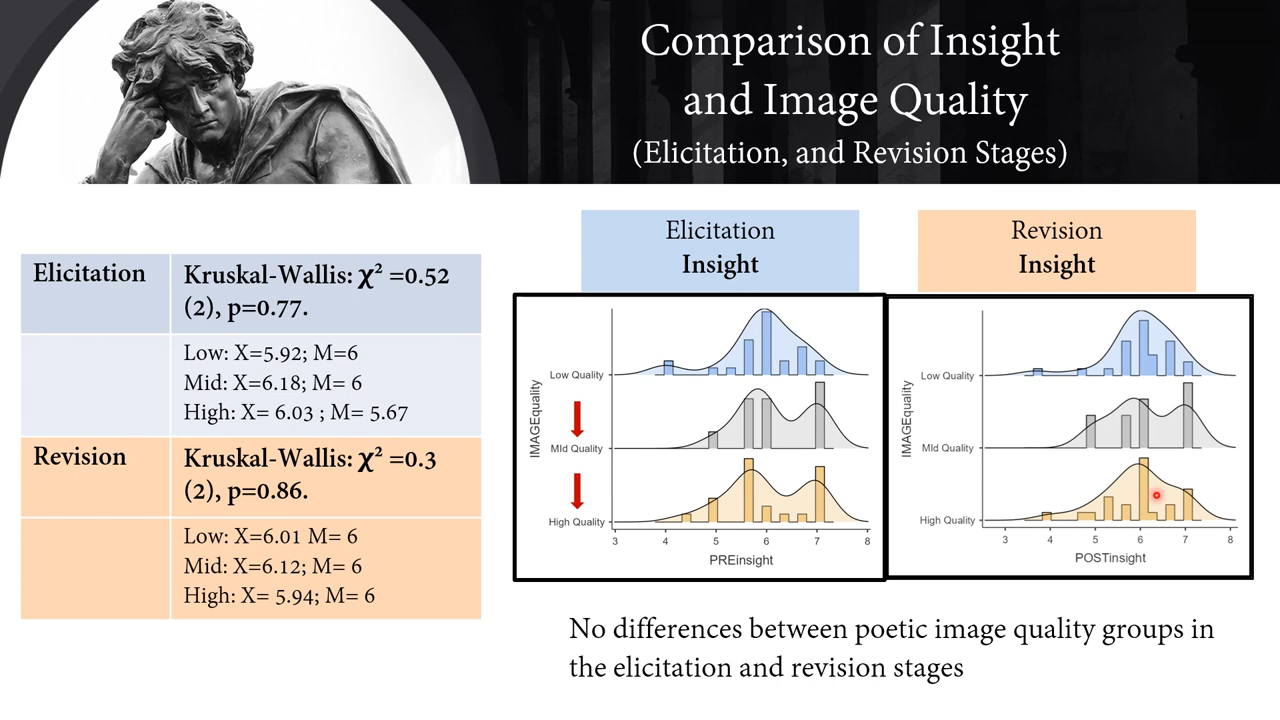 Comparison of Insight
and Image Quality
(Elicitation, and Revision Stages)
Elicitation
Kruskal-Wallis: χ² =0.52
(2), p=0.77.
Low: X=5.92; M=6
Mid: X=6.18; M= 6
High: X= 6.03 ; M= 5.67
Revision
Kruskal-Wallis: χ² =0.3
(2), p=0.86.
Low: X=6.01 M= 6
Mid: X=6.12; M= 6
High: X= 5.94; M= 6
Elicitation
Insight
IMAGEquality
Low Quality
MId Quality
High Quality
3 4 5 6 7 8
PREinsight
Revision
Insight
IMAGEquality
Low Quality
MId Quality
High Quality
3 4 5 6 7 8
POSTinsight
No differences between poetic image quality groups in
the elicitation and revision stages